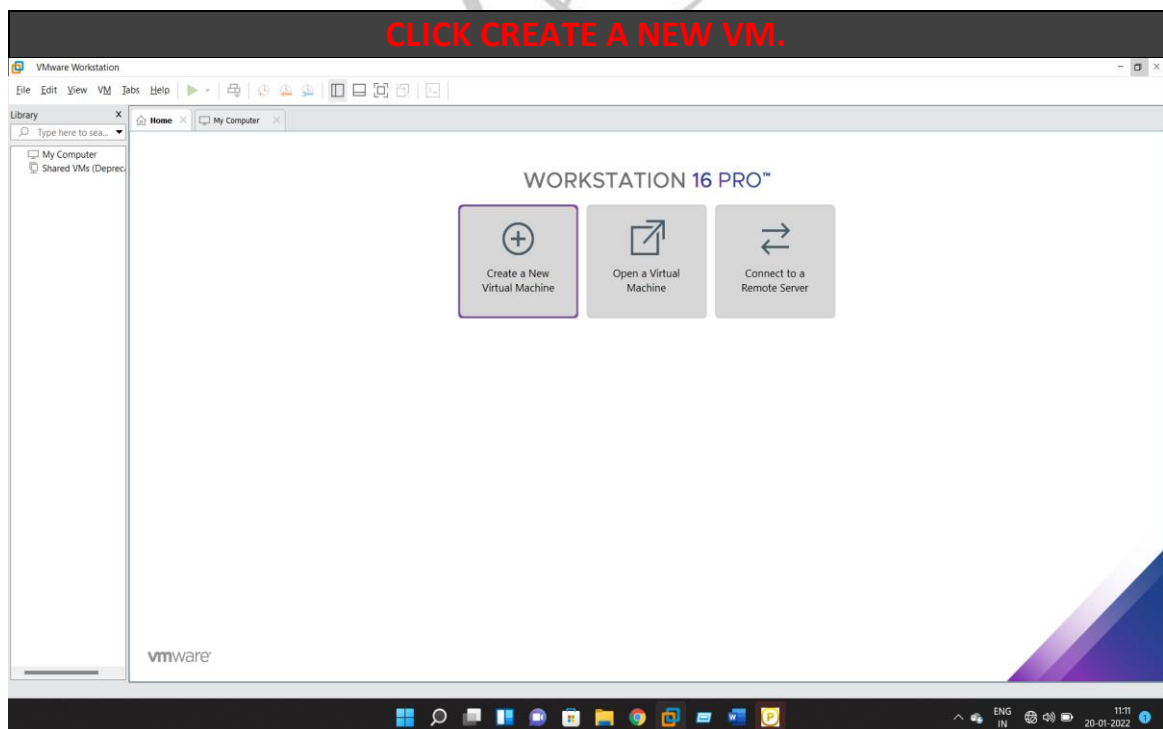 CLICK CREATE A NEW VM.
VMware Workstation
File Edit View VM Tabs Help
Library X
Home
My Computer
Type here to sea...
My Computer
Shared VMs (Depreca
WORKSTATION 16 PRO™
Create a New
Virtual Machine
Open a Virtual
Machine
Connect to a
Remote Server
vmware
ENG
IN
11:11
20-01-2022
1